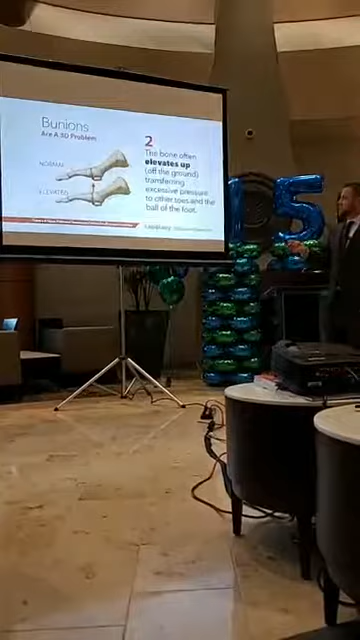 Bunions
Are A 3D Problem
2
The bone often
elevates up
(off the ground)
transferring
excessive pressure
to other toes and the
ball of the foot.
NORMAL
ELEVATED
15